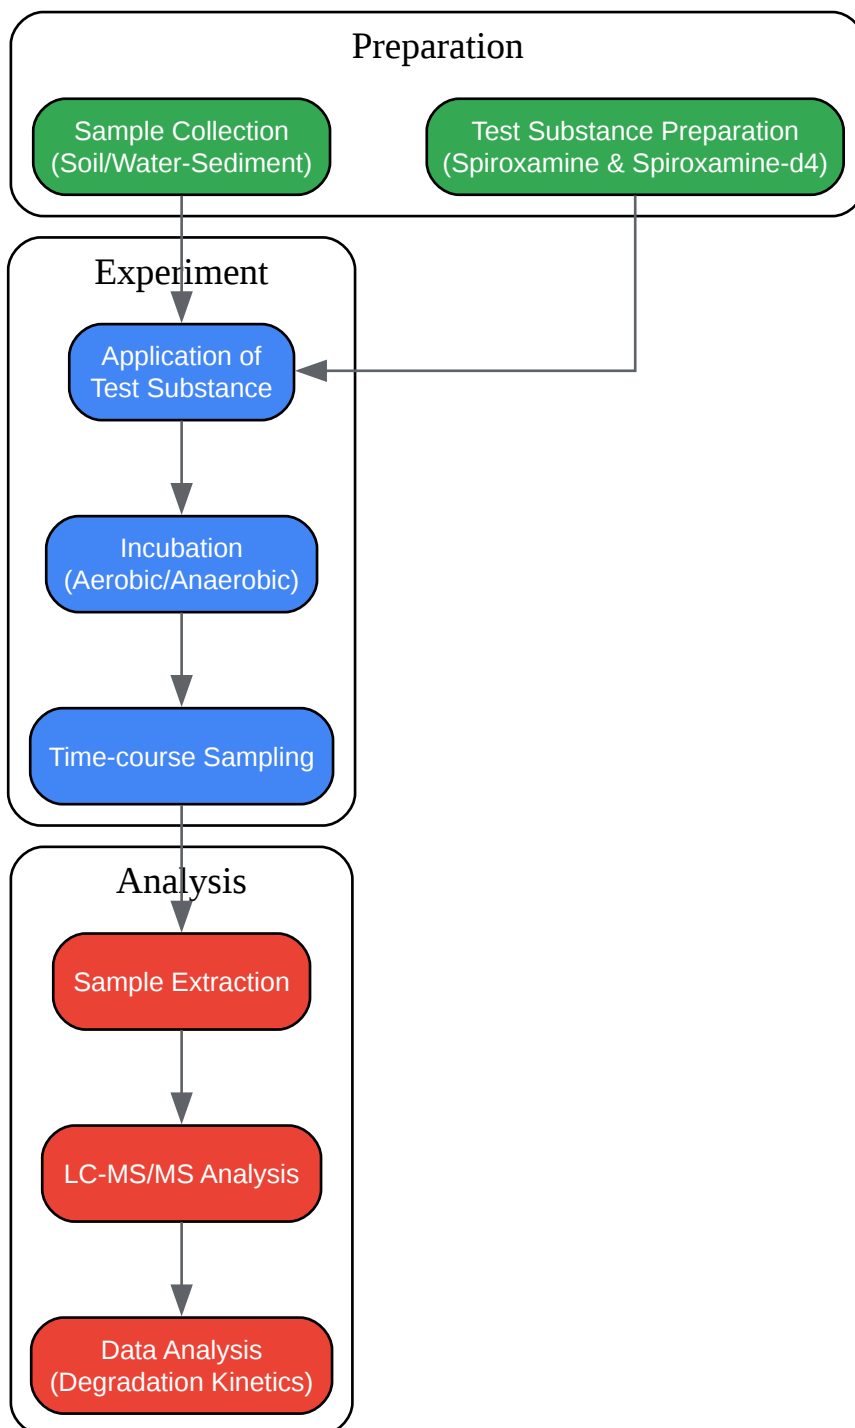 Preparation
Sample Collection
(Soil/Water-Sediment)
Test Substance Preparation
(Spiroxamine & Spiroxamine-d4)
Experiment
Application of
Test Substance
Incubation
(Aerobic/Anaerobic)
Time-course Sampling
Analysis
Sample Extraction
LC-MS/MS Analysis
Data Analysis
(Degradation Kinetics)